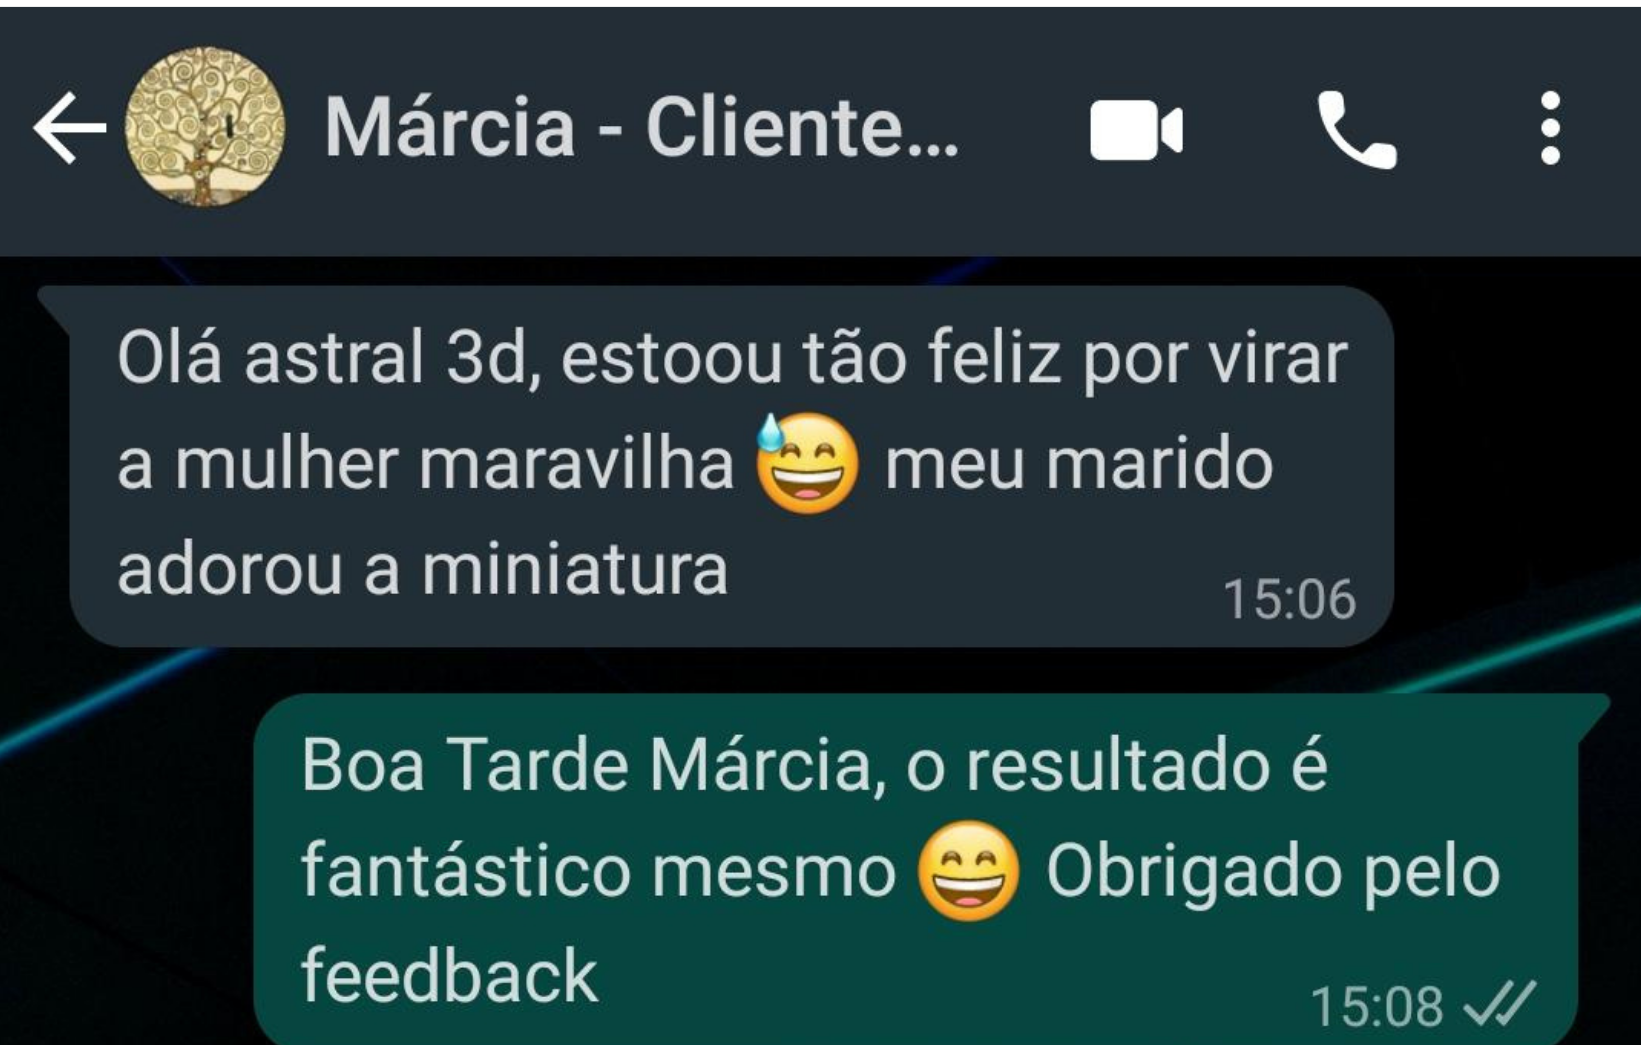 Márcia - Cliente...
Olá astral 3d, estoou tão feliz por virar
a mulher maravilha 😅 meu marido
adorou a miniatura
15:06
Boa Tarde Márcia, o resultado é
fantástico mesmo 😄 Obrigado pelo
feedback
15:08